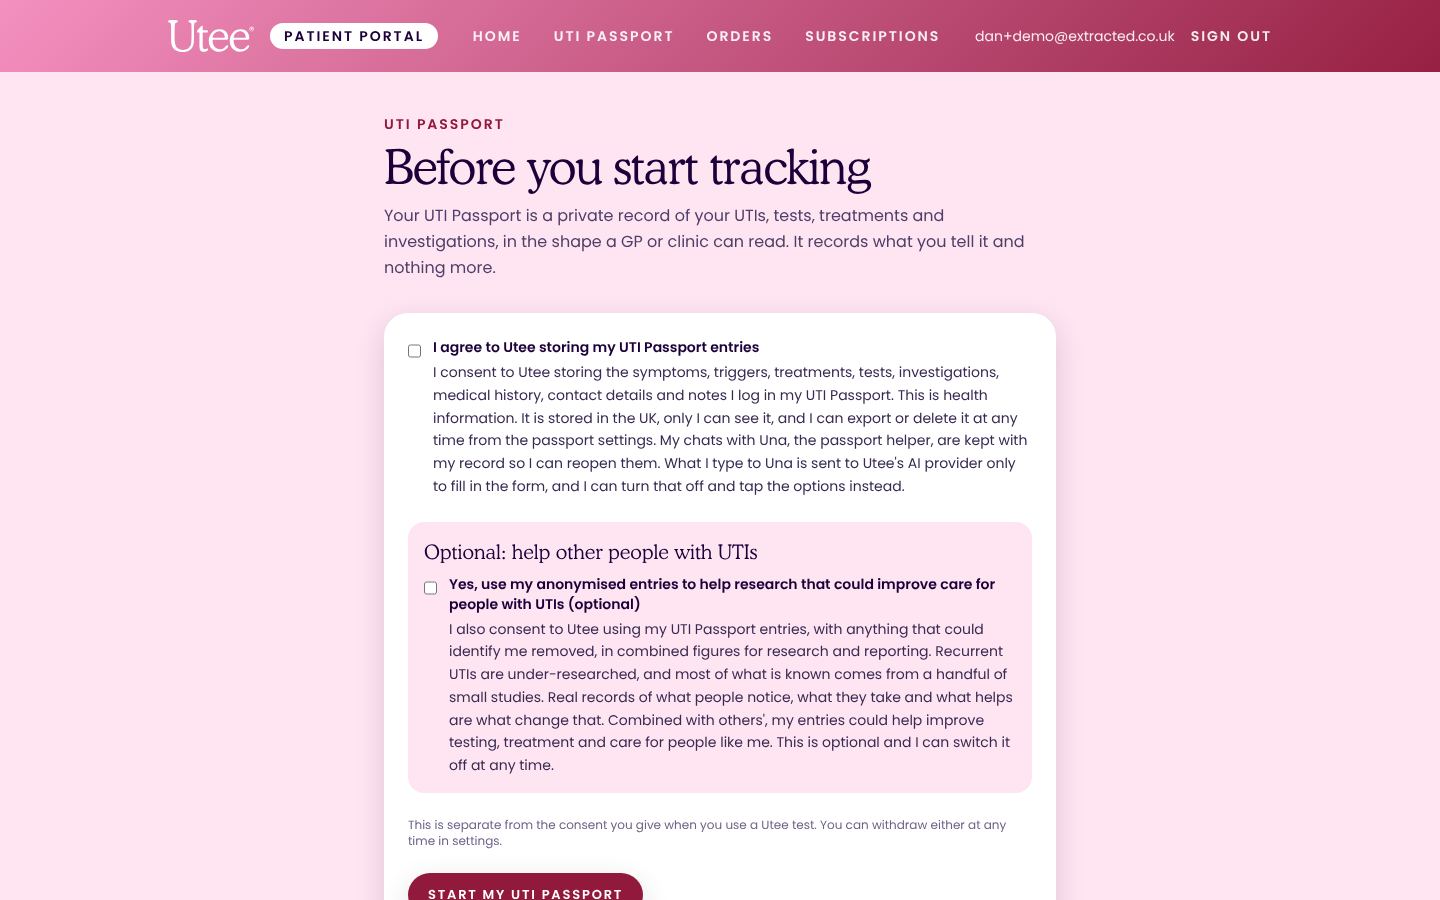 Utee®
PATIENT PORTAL
HOME
UTI PASSPORT
ORDERS
SUBSCRIPTIONS
dan+demo@extracted.co.uk
SIGN OUT
UTI PASSPORT
Before you start tracking
Your UTI Passport is a private record of your UTIs, tests, treatments and
investigations, in the shape a GP or clinic can read. It records what you tell it and
nothing more.
I agree to Utee storing my UTI Passport entries
I consent to Utee storing the symptoms, triggers, treatments, tests, investigations,
medical history, contact details and notes I log in my UTI Passport. This is health
information. It is stored in the UK, only I can see it, and I can export or delete it at any
time from the passport settings. My chats with Una, the passport helper, are kept with
my record so I can reopen them. What I type to Una is sent to Utee's AI provider only
to fill in the form, and I can turn that off and tap the options instead.
Optional: help other people with UTIs
Yes, use my anonymised entries to help research that could improve care for
people with UTIs (optional)
I also consent to Utee using my UTI Passport entries, with anything that could
identify me removed, in combined figures for research and reporting. Recurrent
UTIs are under-researched, and most of what is known comes from a handful of
small studies. Real records of what people notice, what they take and what helps
are what change that. Combined with others', my entries could help improve
testing, treatment and care for people like me. This is optional and I can switch it
off at any time.
This is separate from the consent you give when you use a Utee test. You can withdraw either at any
time in settings.
START MY UTI PASSPORT